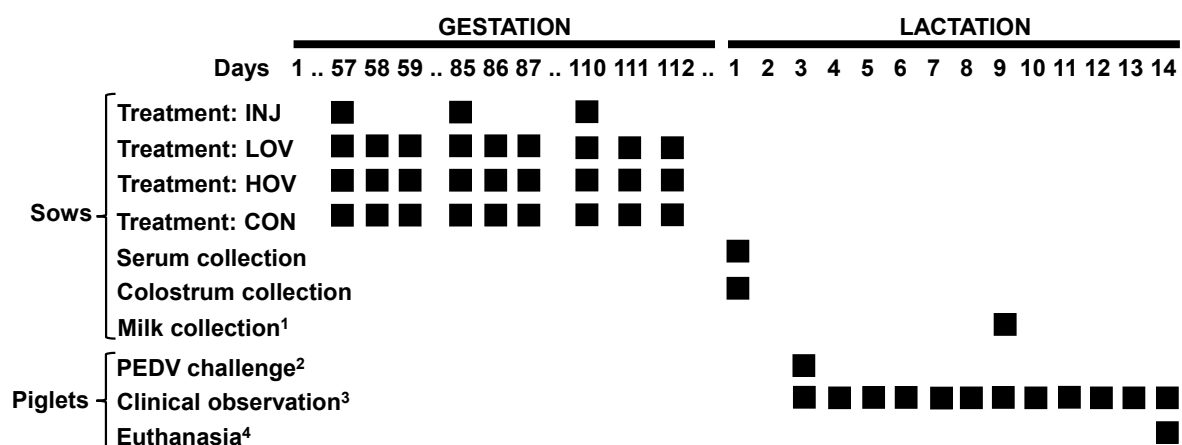 GESTATION LACTATION
Days 1 .. 57 58 59 .. 85 86 87 .. 110 111 112 .. 1 2 3 4 5 6 7 8 9 10 11 12 13 14
Treatment: INJ
Treatment: LOV
Treatment: HOV
Sows Treatment: CON
Serum collection
Colostrum collection
Milk collection¹
PEDV challenge²
Piglets Clinical observation³
Euthanasia⁴